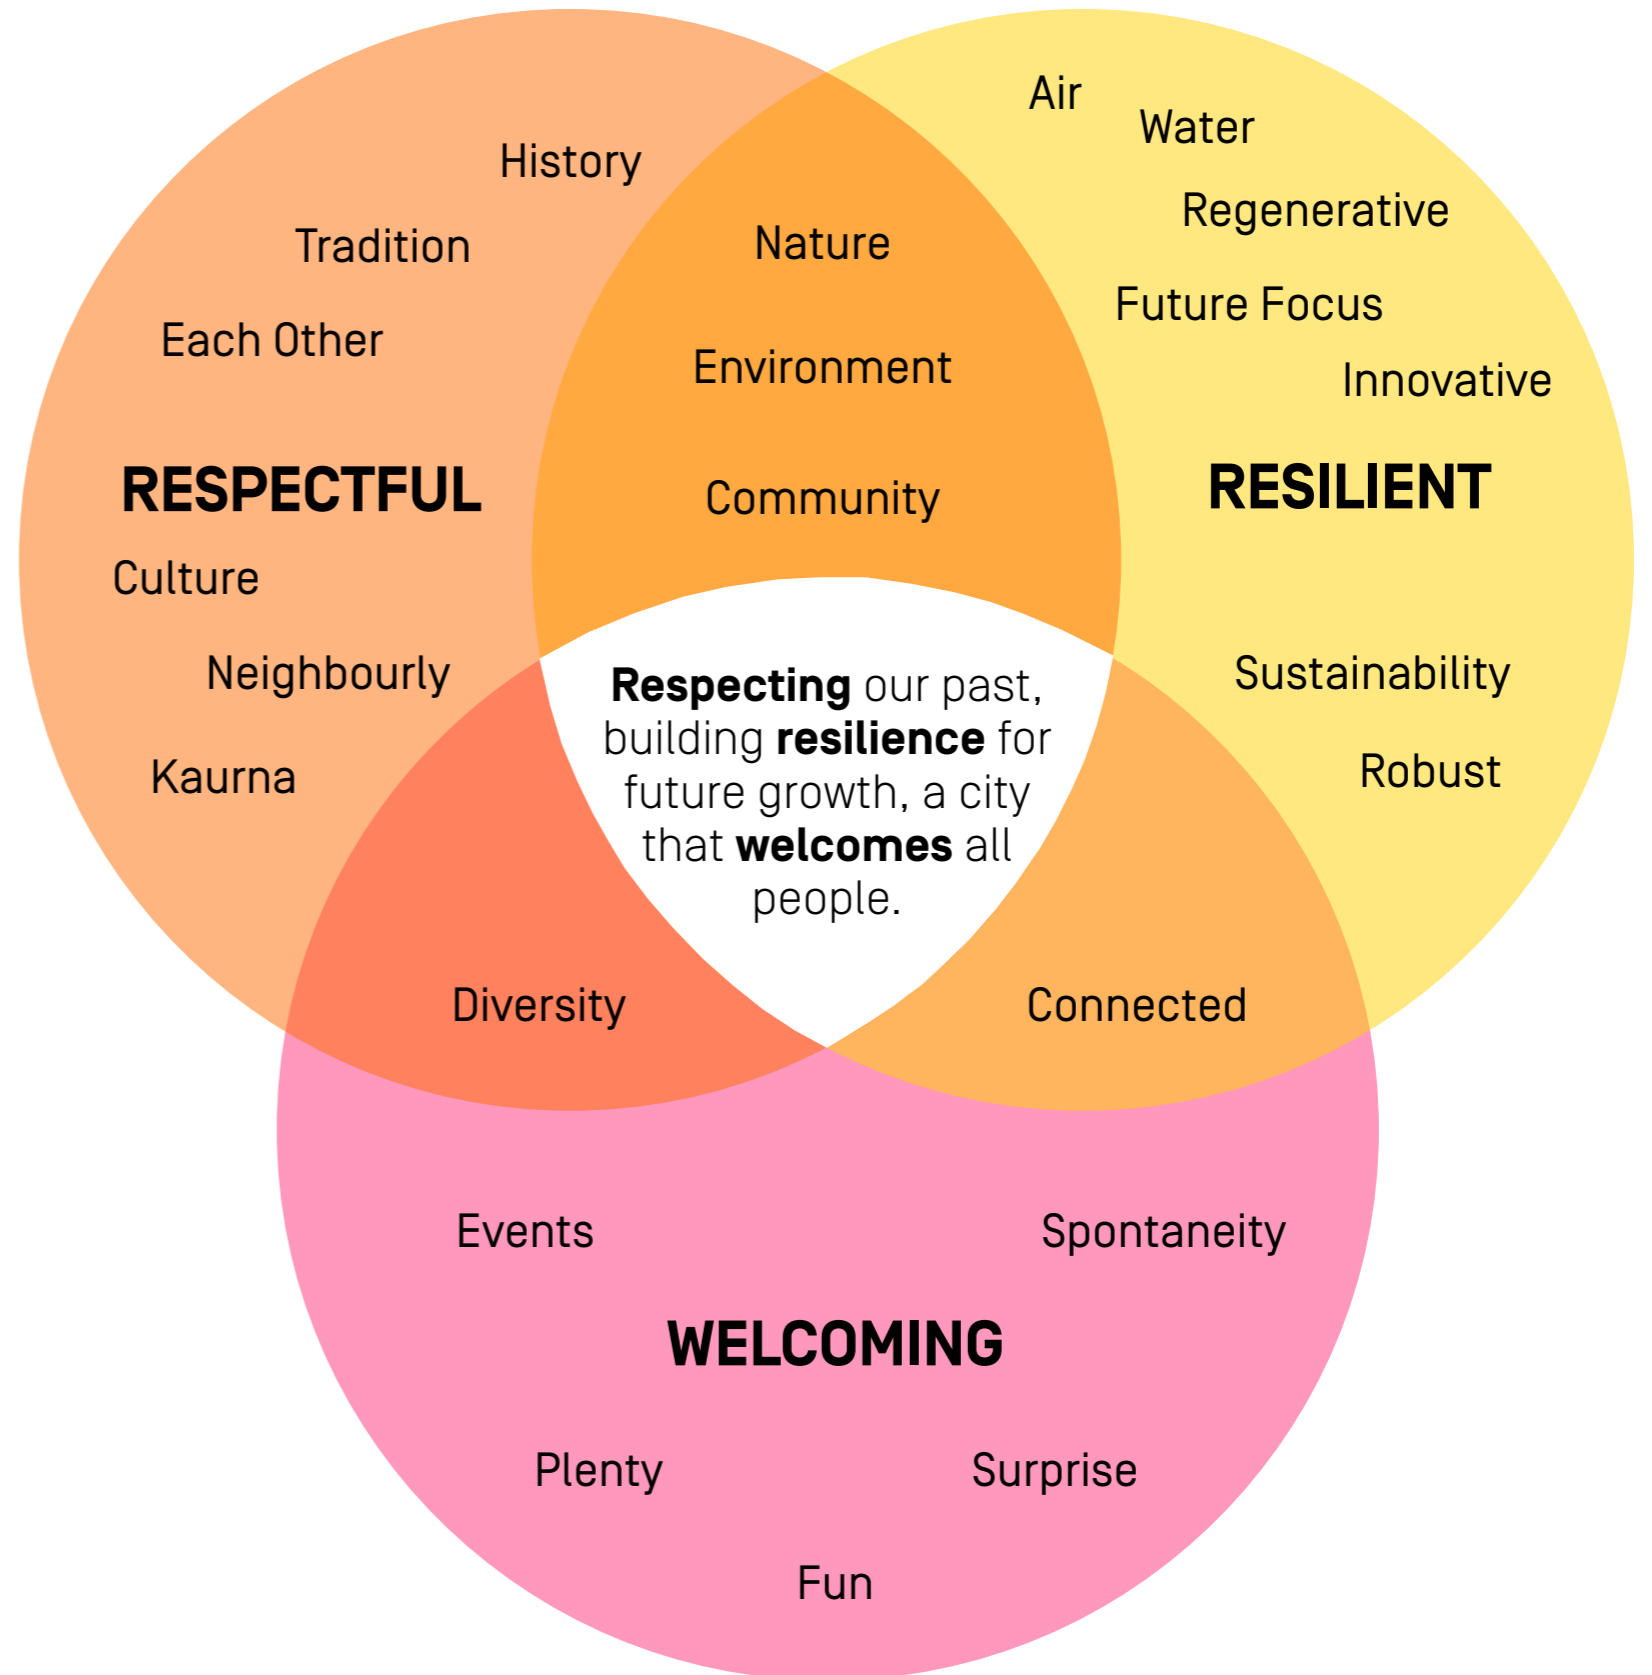 History
Tradition
Each Other
RESPECTFUL
Culture
Neighbourly
Kaurna
Nature
Environment
Community
Air
Water
Regenerative
Future Focus
Innovative
RESILIENT
Sustainability
Robust
Respecting our past,
building resilience for
future growth, a city
that welcomes all
people.
Diversity
Connected
Events
Spontaneity
WELCOMING
Plenty
Surprise
Fun